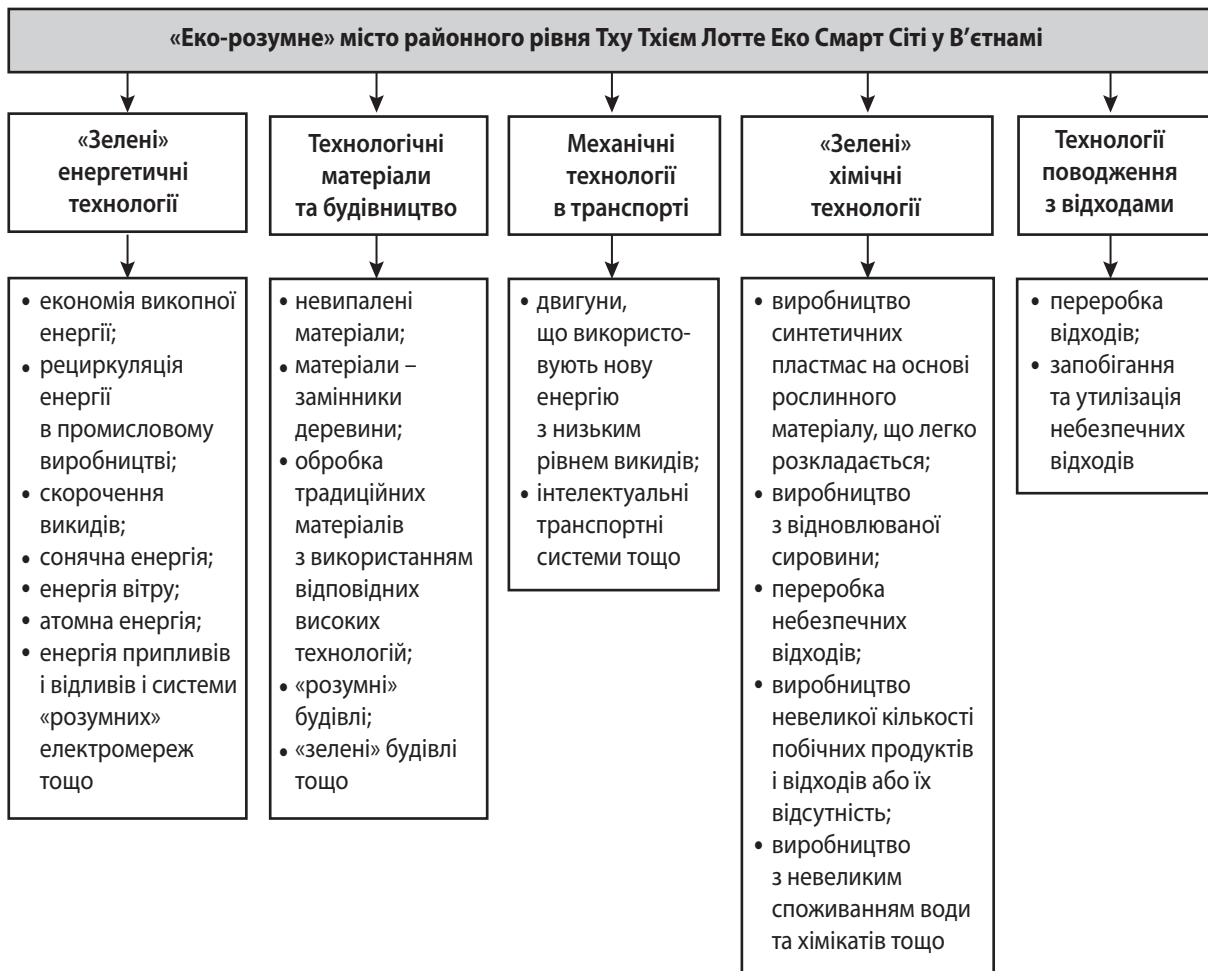 «Еко-розумне» місто районного рівня Тху Тхієм Лотте Еко Смарт Сіті у В’єтнамі
«Зелені»
енергетичні
технології
Технологічні
матеріали
та будівництво
Механічні
технології
в транспорті
«Зелені»
хімічні
технології
Технології
поводження
з відходами
• економія викопної
енергії;
• рециркуляція
енергії
в промисловому
виробництві;
• скорочення
викидів;
• сонячна енергія;
• енергія вітру;
• атомна енергія;
• енергія припливів
і відливів і системи
«розумних»
електромереж
тощо
• невипалені
матеріали;
• матеріали –
замінники
деревини;
• обробка
традиційних
матеріалів
з використанням
відповідних
високих
технологій;
• «розумні»
будівлі;
• «зелені» будівлі
тощо
• двигуни,
що використо-
вують нову
енергію
з низьким
рівнем викидів;
• інтелектуальні
транспортні
системи тощо
• виробництво
синтетичних
пластмас на основі
рослинного
матеріалу, що легко
розкладається;
• виробництво
з відновлюваної
сировини;
• переробка
небезпечних
відходів;
• виробництво
невеликої кількості
побічних продуктів
і відходів або їх
відсутність;
• виробництво
з невеликим
споживанням води
та хімікатів тощо
• переробка
відходів;
• запобігання
та утилізація
небезпечних
відходів